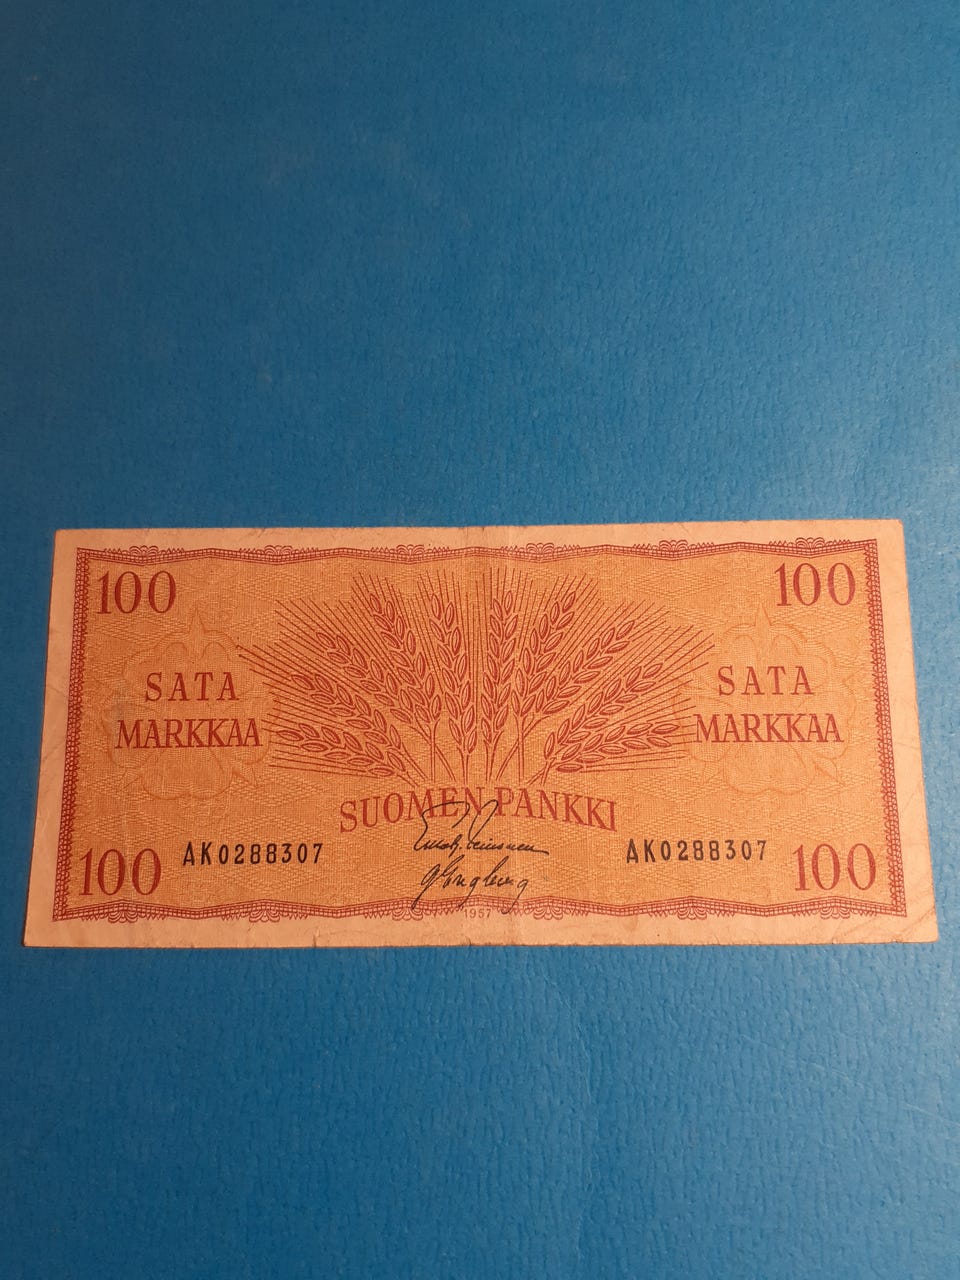 100 100
SATA SATA
MARKKAA MARKKAA
SUOMEN PANKKI
AK0288307 AK0288307
100 100
1957